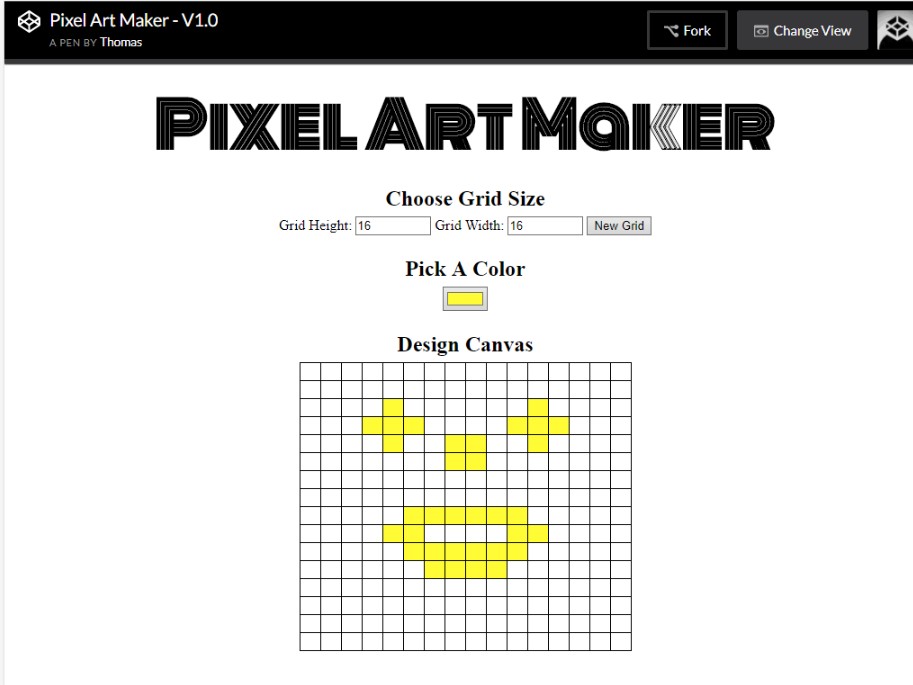 Pixel Art Maker - V1.0
A PEN BY Thomas
Fork
Change View
PIXEL ART MaKER
Choose Grid Size
Grid Height: 16 Grid Width: 16 New Grid
Pick A Color
Design Canvas